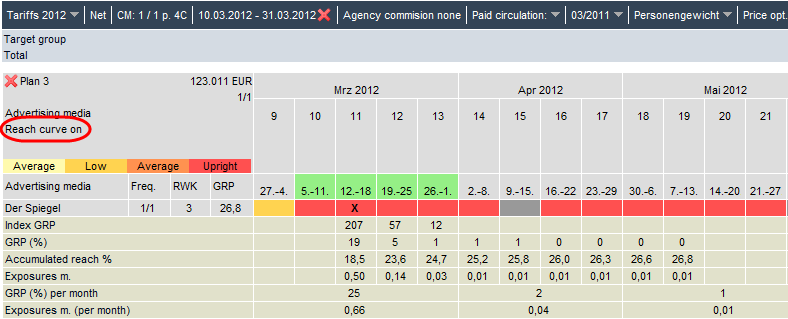 Tariffs 2012 Net CM: 1 / 1 p. 4C 10.03.2012 - 31.03.2012 Agency commision none Paid circulation: 03/2011 Personengewicht Price opt.
Target group
Total
Plan 3 123.011 EUR
1/1
Mrz 2012 Apr 2012 Mai 2012
Advertising media
9 10 11 12 13 14 15 16 17 18 19 20 21
Reach curve on
Average Low Average Upright
Advertising media Freq. RWK GRP 27.-4. 5.-11. 12.-18 19.-25 26.-1. 2.-8. 9.-15. 16.-22 23.-29 30.-6. 7.-13. 14.-20 21.-27
Der Spiegel 1/1 3 26,8 X
Index GRP 207 57 12
GRP (%) 19 5 1 1 1 0 0 0 0
Accumulated reach % 18,5 23,6 24,7 25,2 25,8 26,0 26,3 26,6 26,8
Exposures m. 0,50 0,14 0,03 0,01 0,01 0,01 0,01 0,01 0,01
GRP (%) per month 25 2 1
Exposures m. (per month) 0,66 0,04 0,01